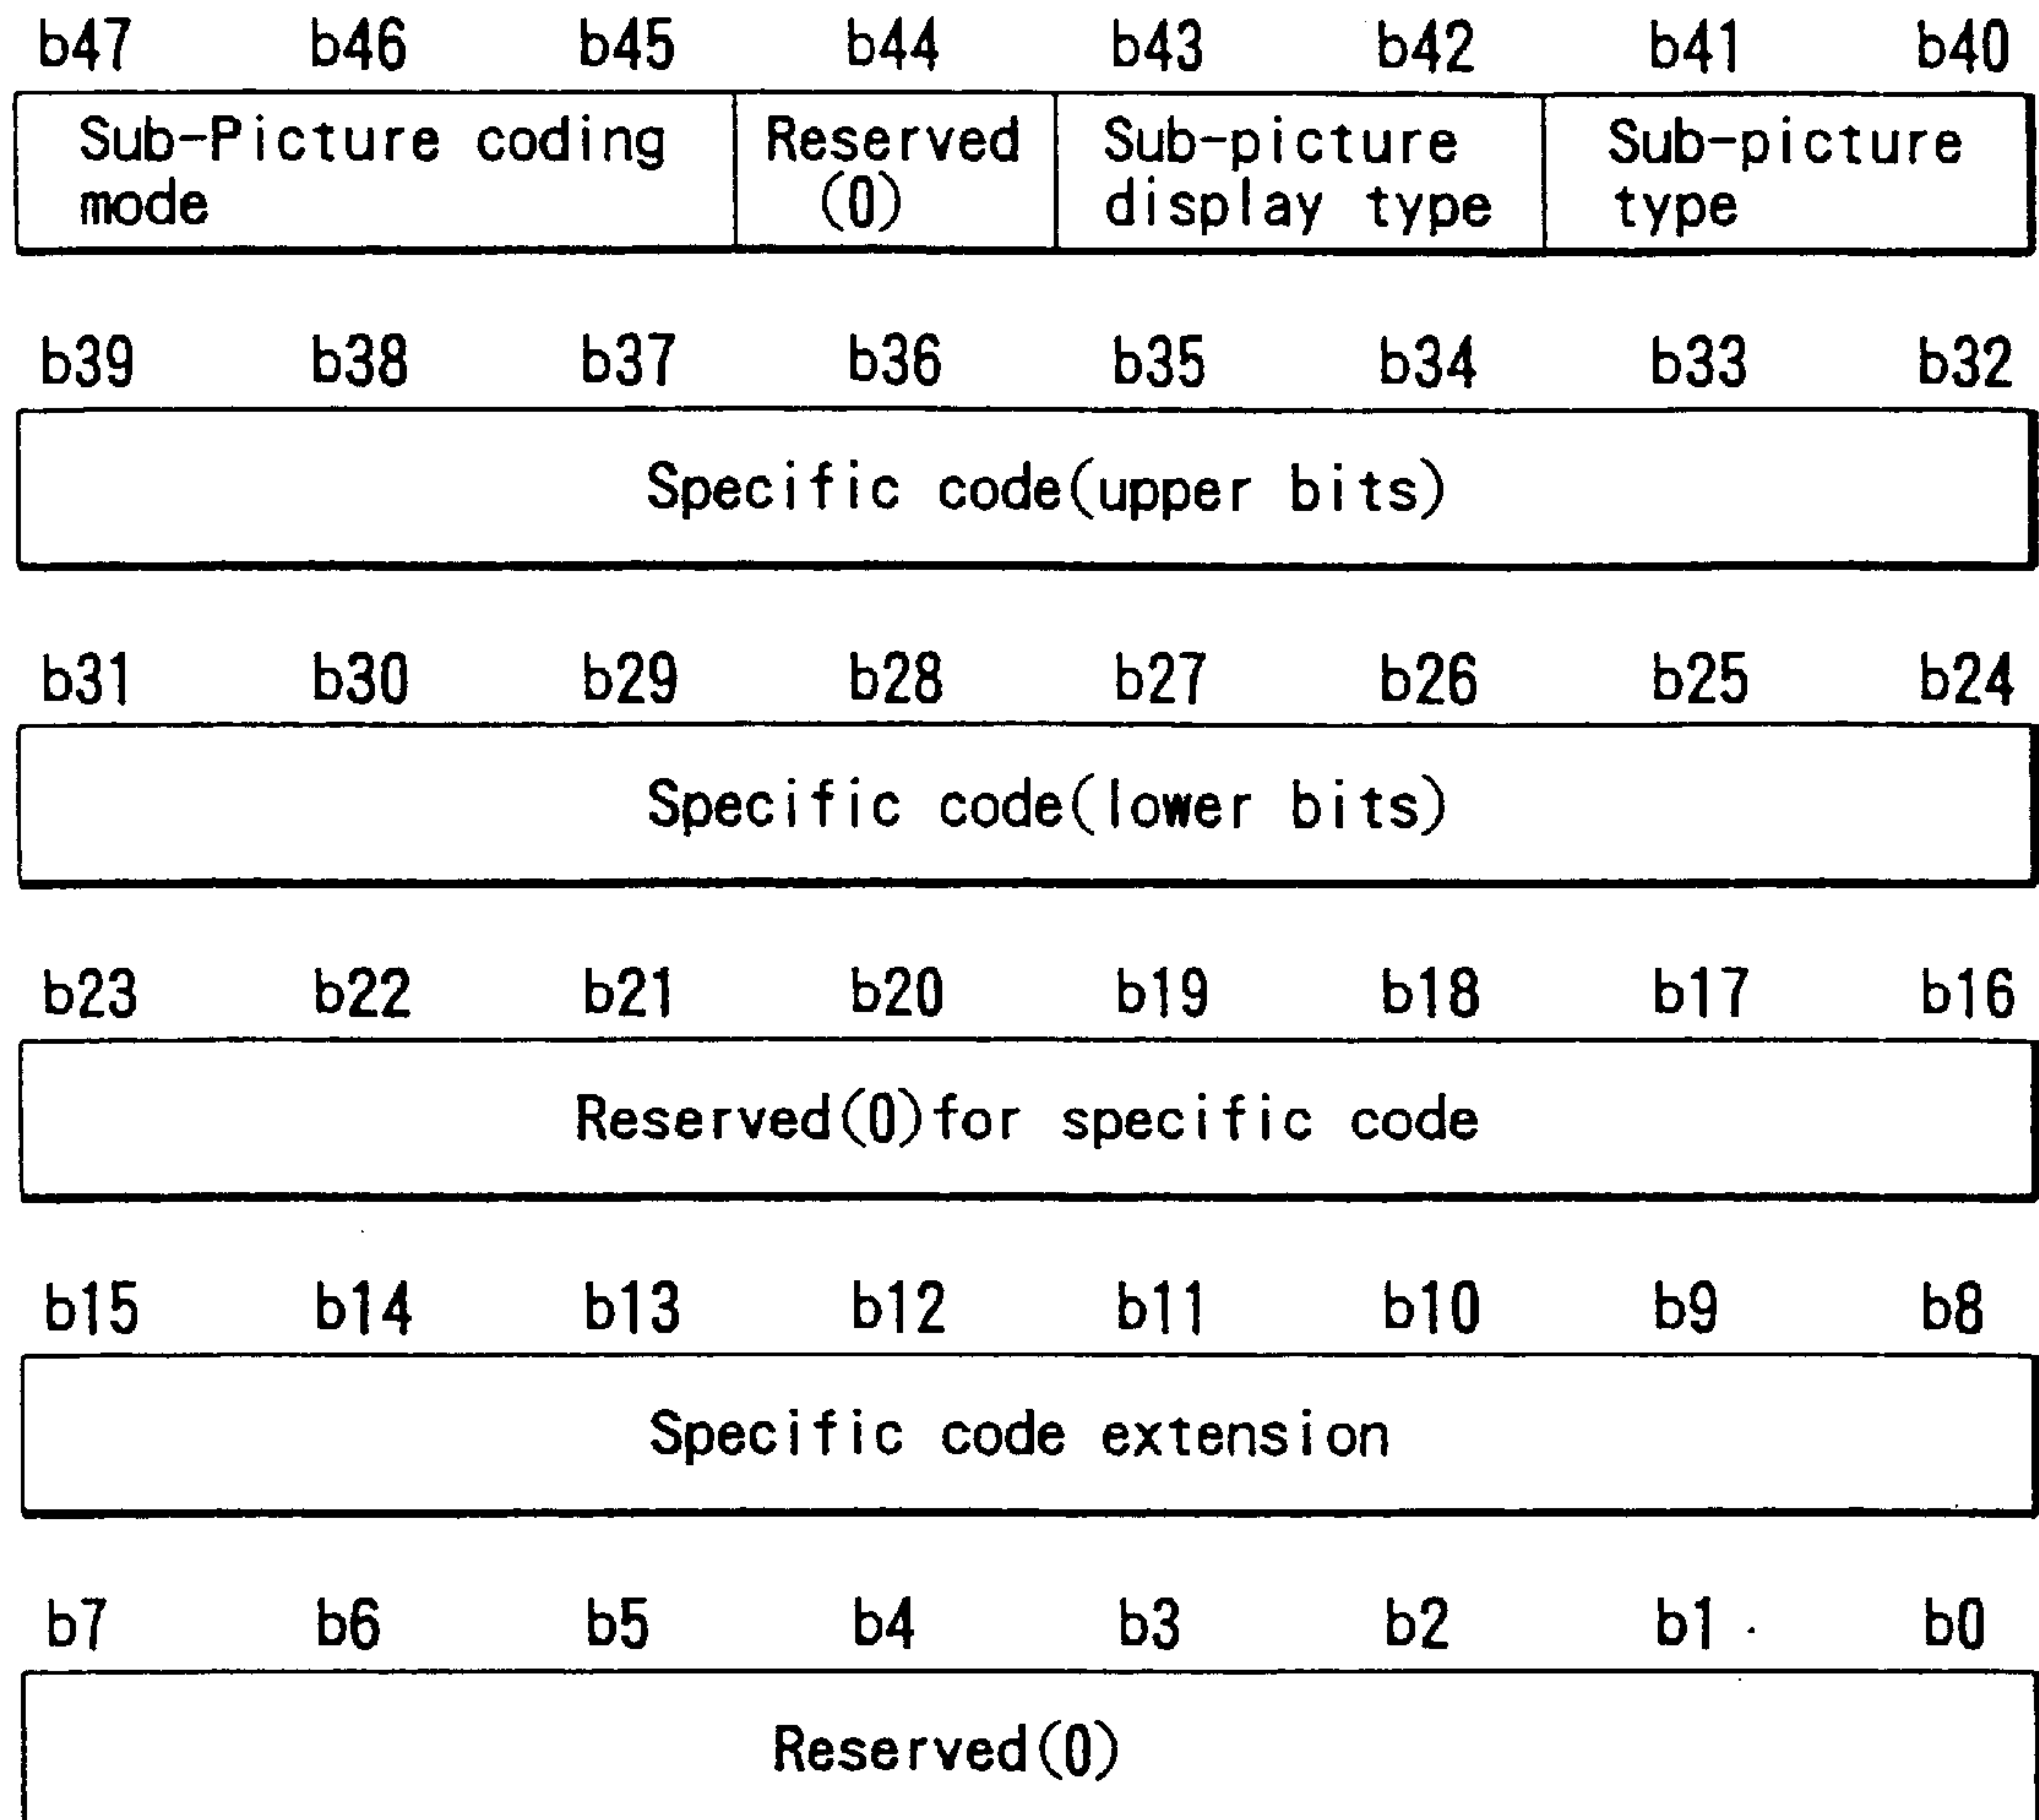 b47 b46 b45 b44 b43 b42 b41 b40
Sub-Picture coding mode
Reserved (0)
Sub-picture display type
Sub-picture type
b39 b38 b37 b36 b35 b34 b33 b32
Specific code(upper bits)
b31 b30 b29 b28 b27 b26 b25 b24
Specific code(lower bits)
b23 b22 b21 b20 b19 b18 b17 b16
Reserved(0)for specific code
b15 b14 b13 b12 b11 b10 b9 b8
Specific code extension
b7 b6 b5 b4 b3 b2 b1 b0
Reserved(0)